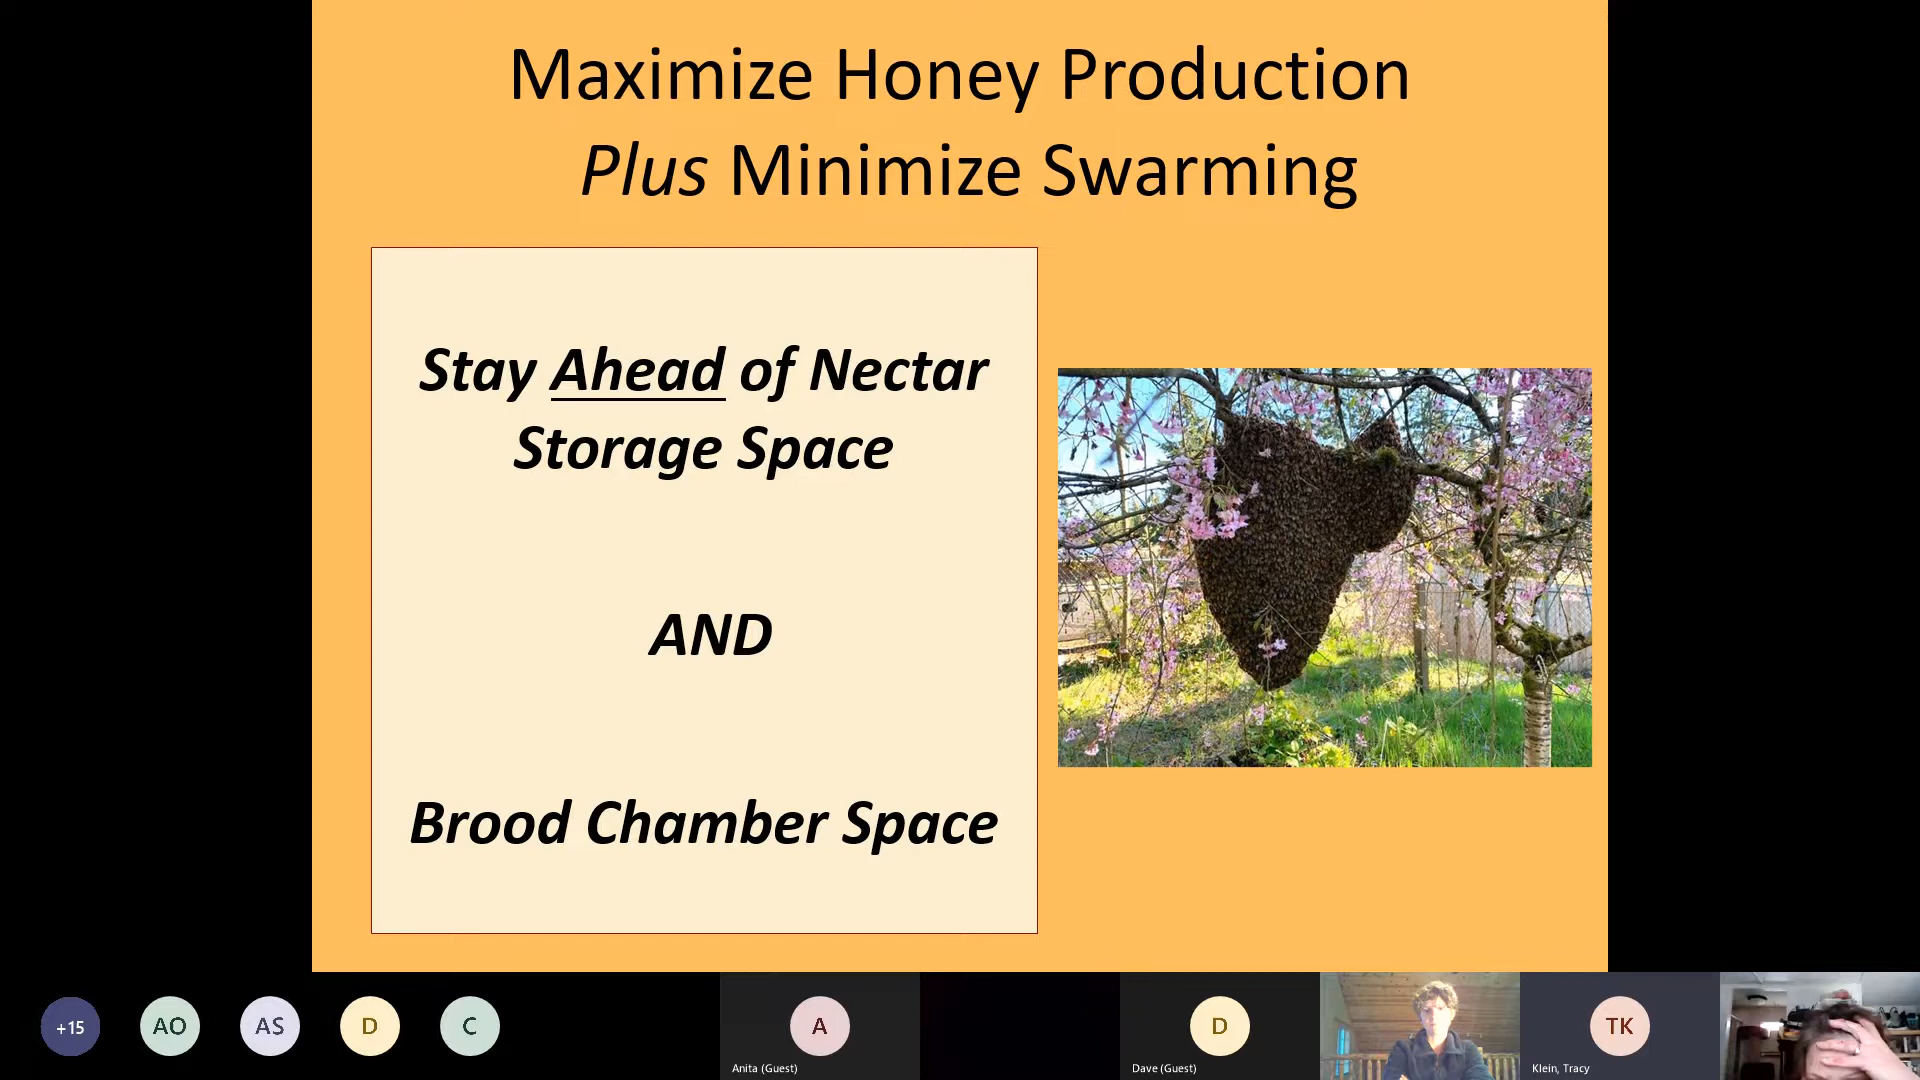 Maximize Honey Production
Plus Minimize Swarming
Stay Ahead of Nectar
Storage Space
AND
Brood Chamber Space
+15
AO
AS
D
C
A
Anita (Guest)
D
Dave (Guest)
TK
Klein, Tracy